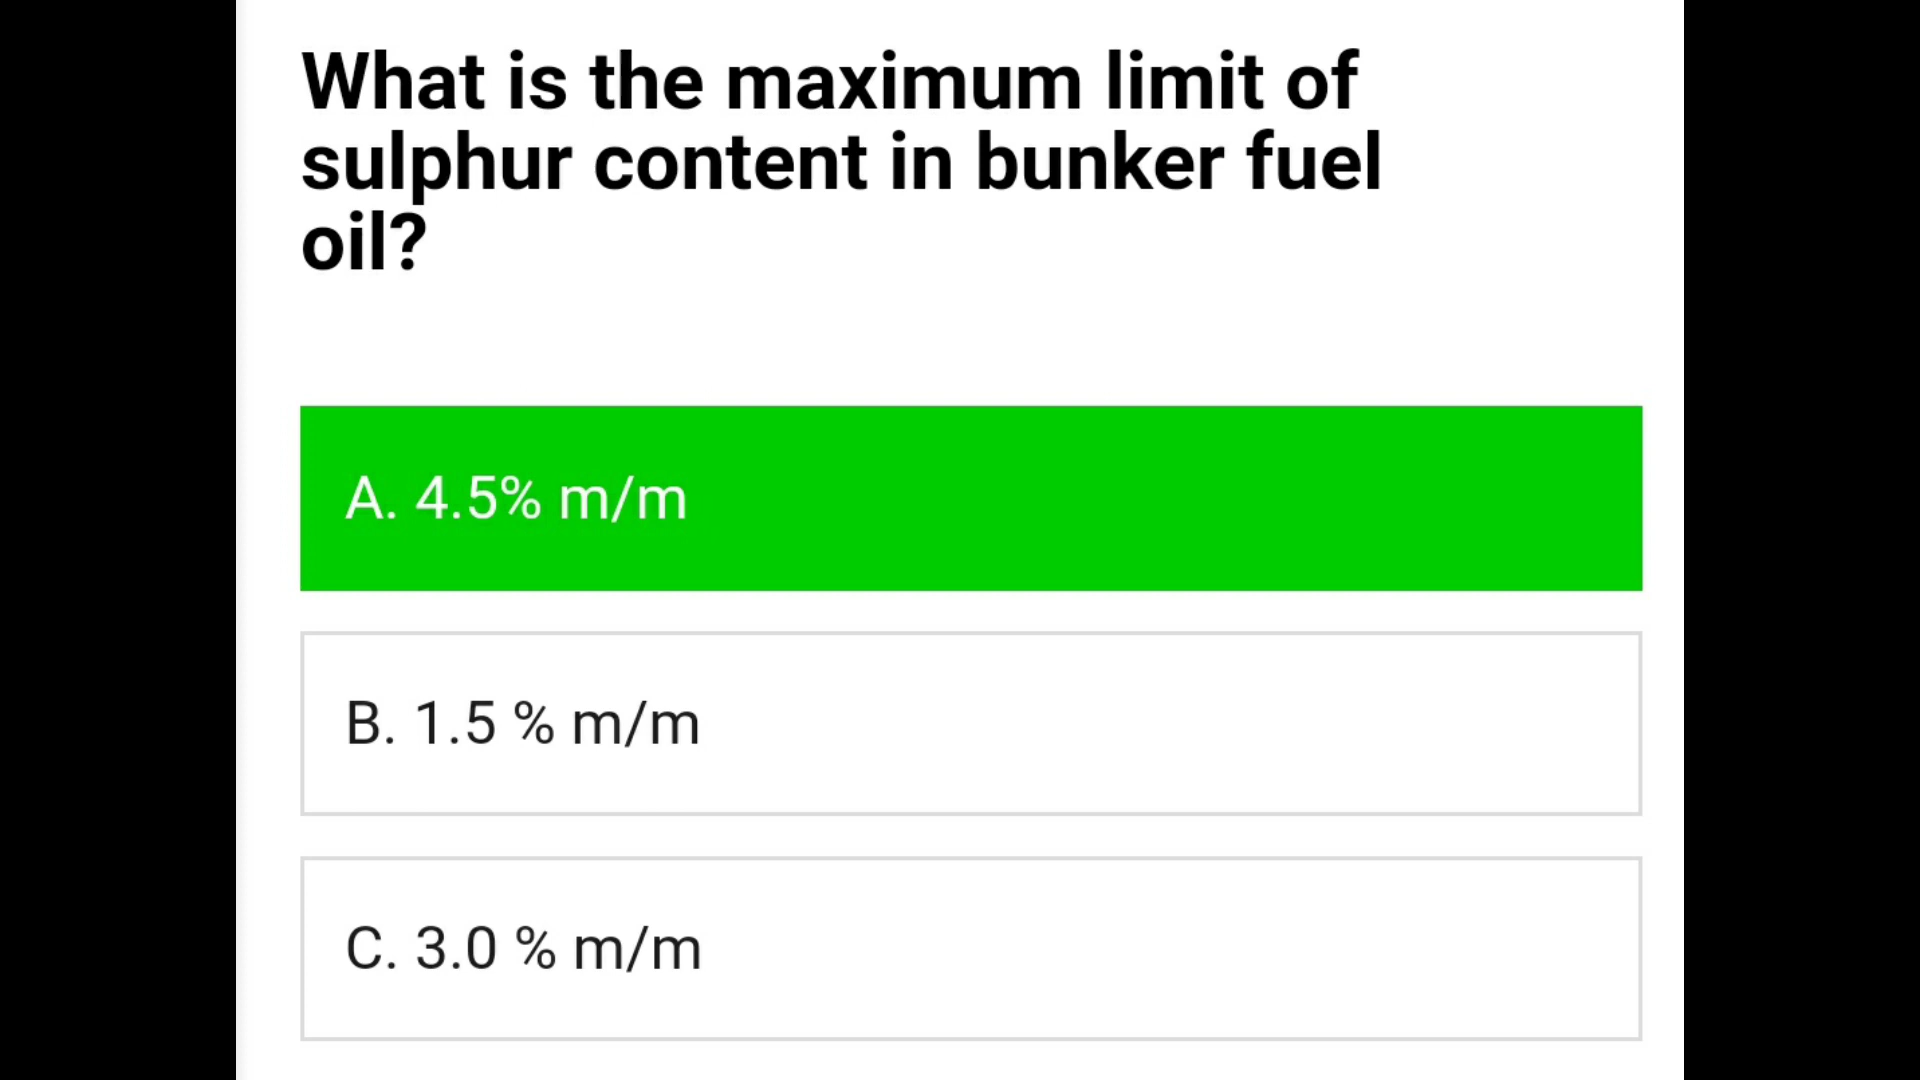 What is the maximum limit of
sulphur content in bunker fuel
oil?
A. 4.5% m/m
B. 1.5 % m/m
C. 3.0 % m/m